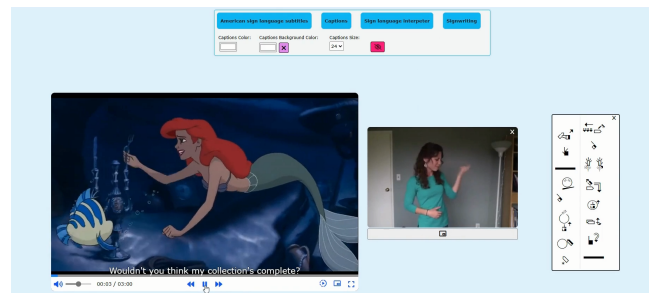 American sign language subtitles
Captions
Sign language interpeter
Signwriting
Captions Color:
Captions Background Color:
Captions Size:
24
X
X
X
Wouldn't you think my collection's complete?
00:03 / 03:00